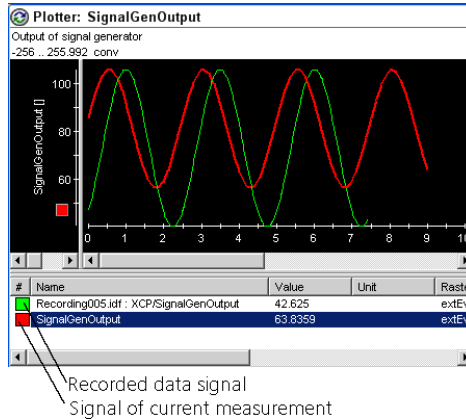 Plotter: SignalGenOutput
Output of signal generator
-256 .. 255.992 conv
SignalGenOutput []
100
80
60
0 1 2 3 4 5 6 7 8 9 10
# Name Value Unit Raste
Recording005.idf : XCP/SignalGenOutput 42.625 extEv
SignalGenOutput 63.8359 extEv
Recorded data signal
Signal of current measurement